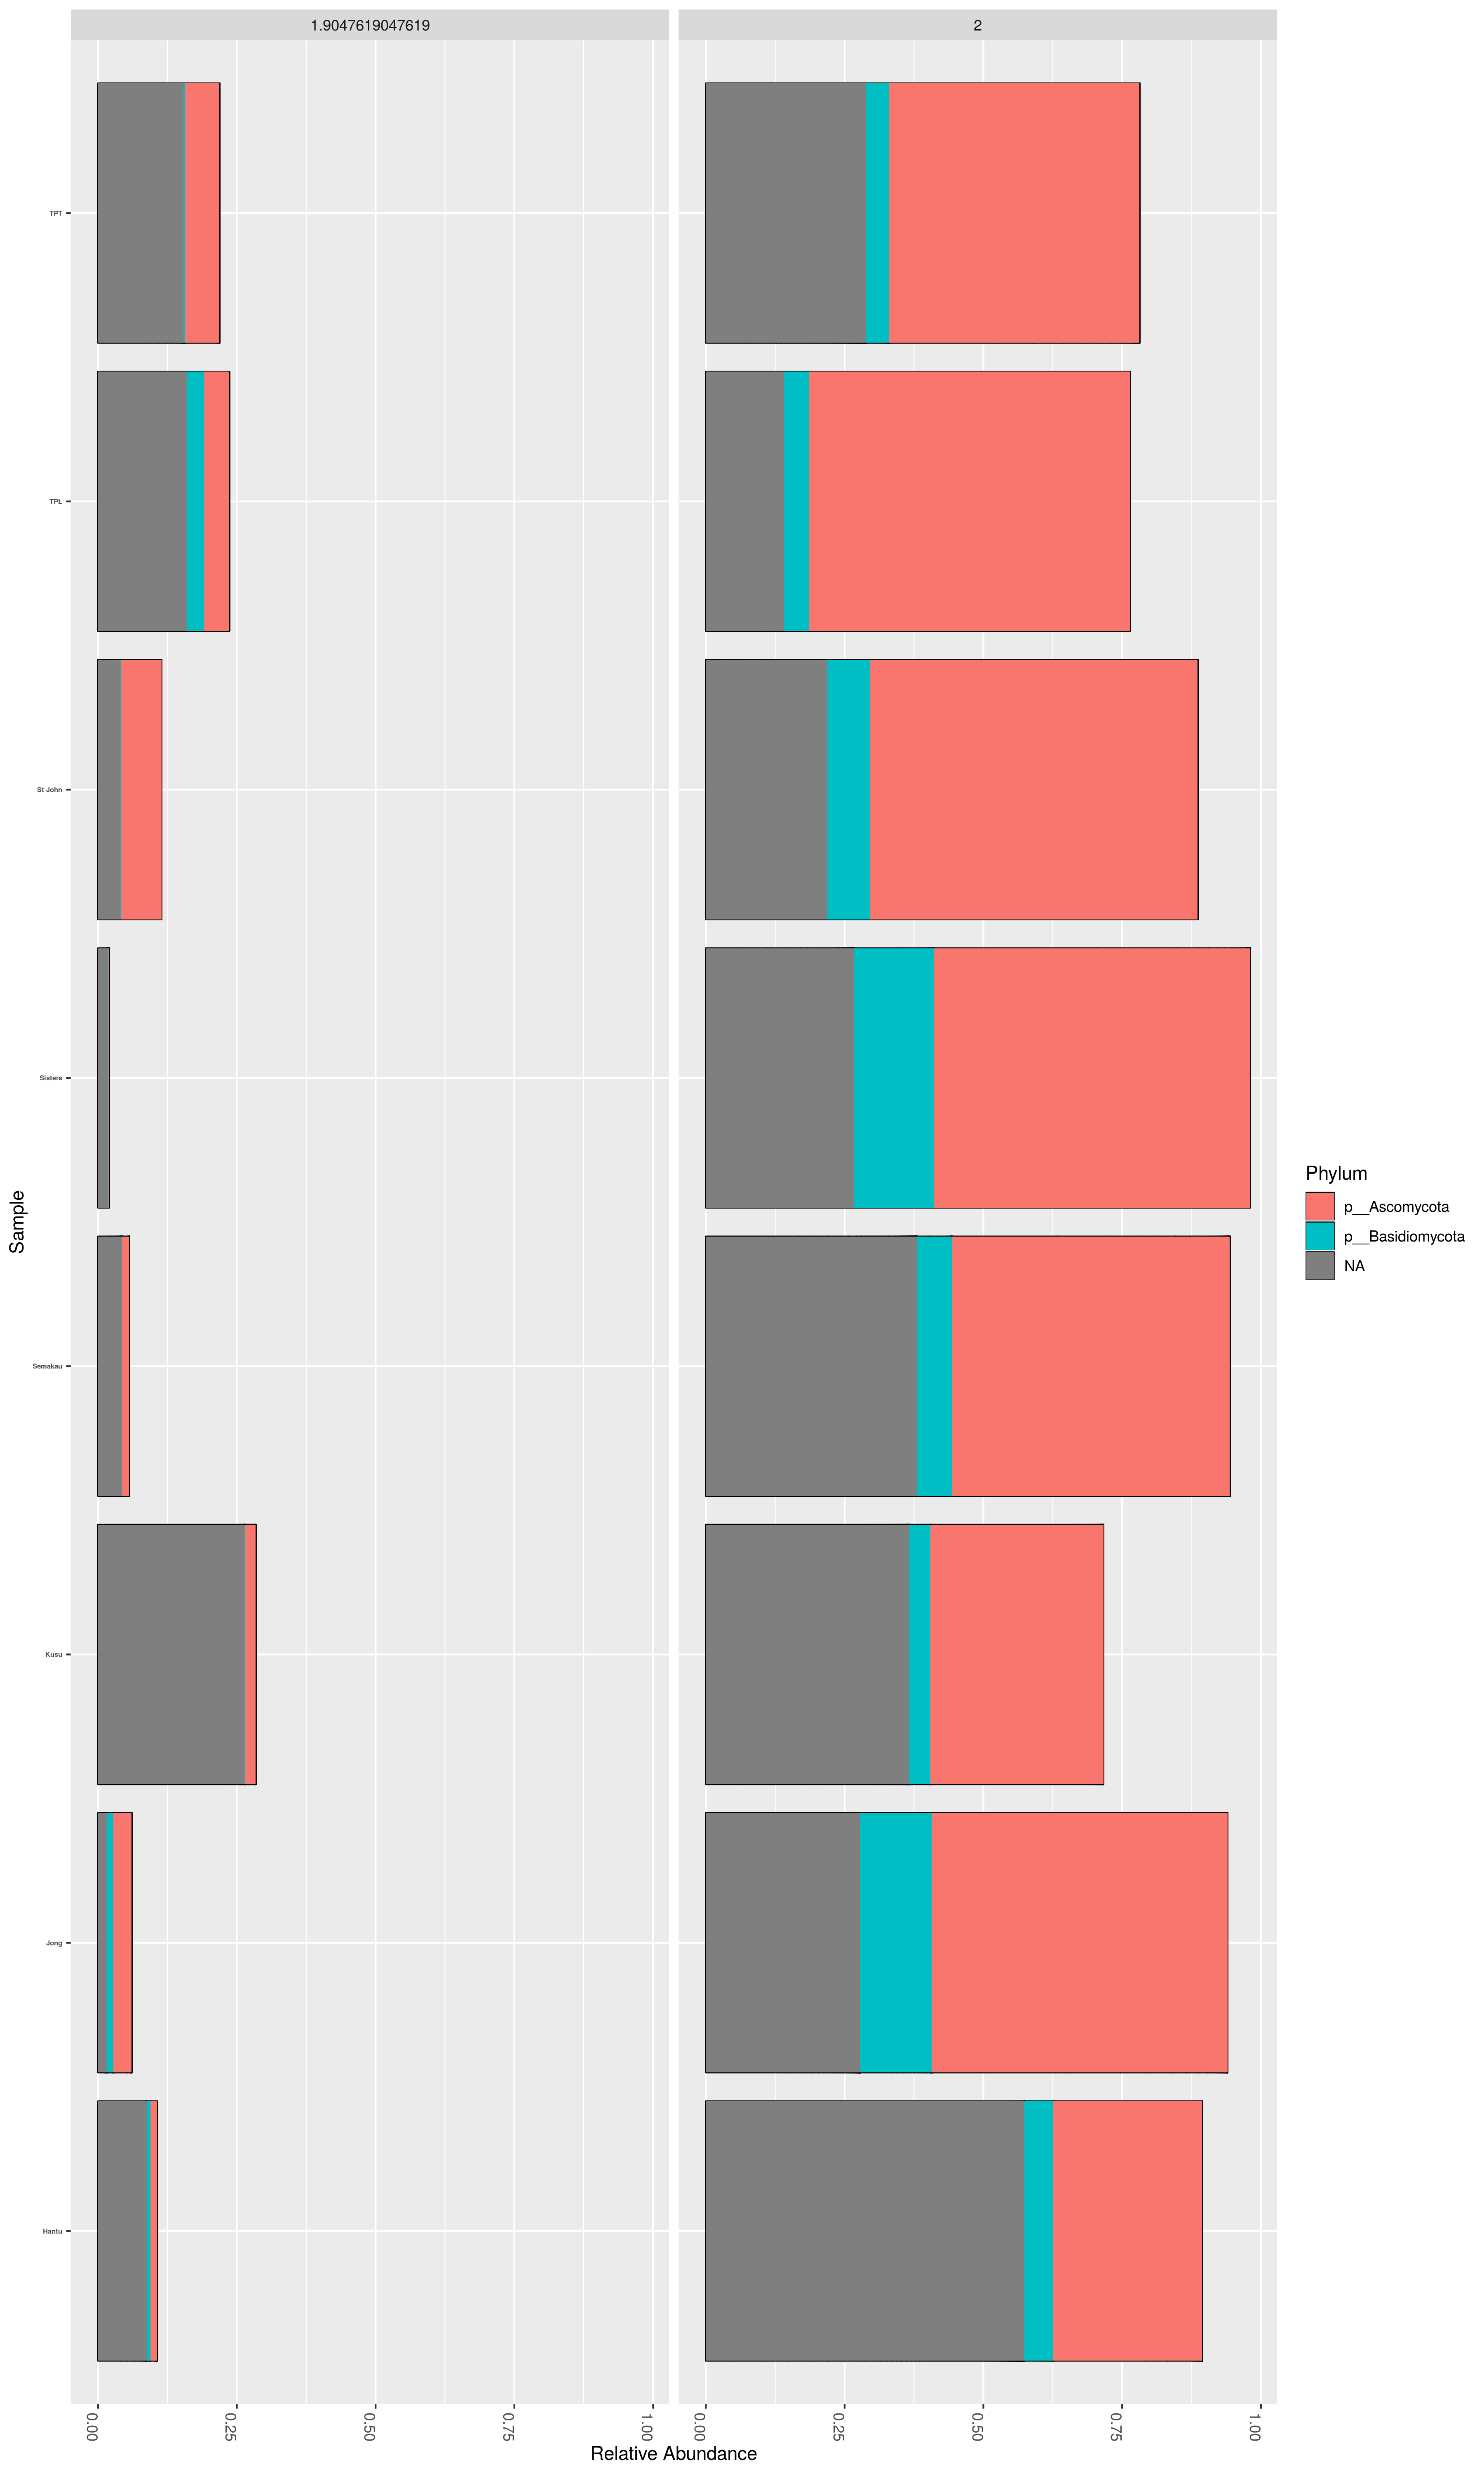 1.9047619047619
2
TPT
TPL
St John
Sisters
Semakau
Kusu
Jong
Hantu
Sample
0.00
0.25
0.50
0.75
1.00
0.00
0.25
0.50
0.75
1.00
Relative Abundance
Phylum
p__Ascomycota
p__Basidiomycota
NA